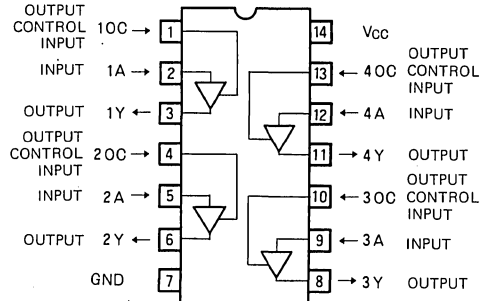 OUTPUT
CONTROL 1OC →
INPUT
1
INPUT 1A →
2
OUTPUT 1Y ←
3
OUTPUT
CONTROL 2OC →
INPUT
4
INPUT 2A →
5
OUTPUT 2Y ←
6
GND
7
14
VCC
13
← 4OC
OUTPUT
CONTROL
INPUT
12
← 4A INPUT
11
→ 4Y OUTPUT
10
← 3OC
OUTPUT
CONTROL
INPUT
9
← 3A INPUT
8
→ 3Y OUTPUT